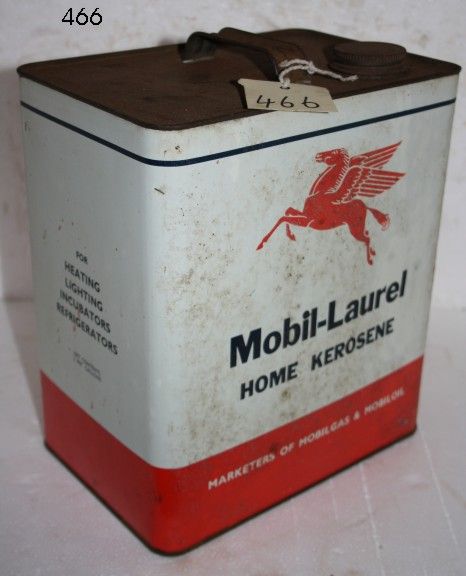 466
466
Mobil-Laurel
HOME KEROSENE
MARKETERS OF MOBILGAS & MOBILOIL
FOR
HEATING
LIGHTING
INCUBATORS
REFRIGERATORS